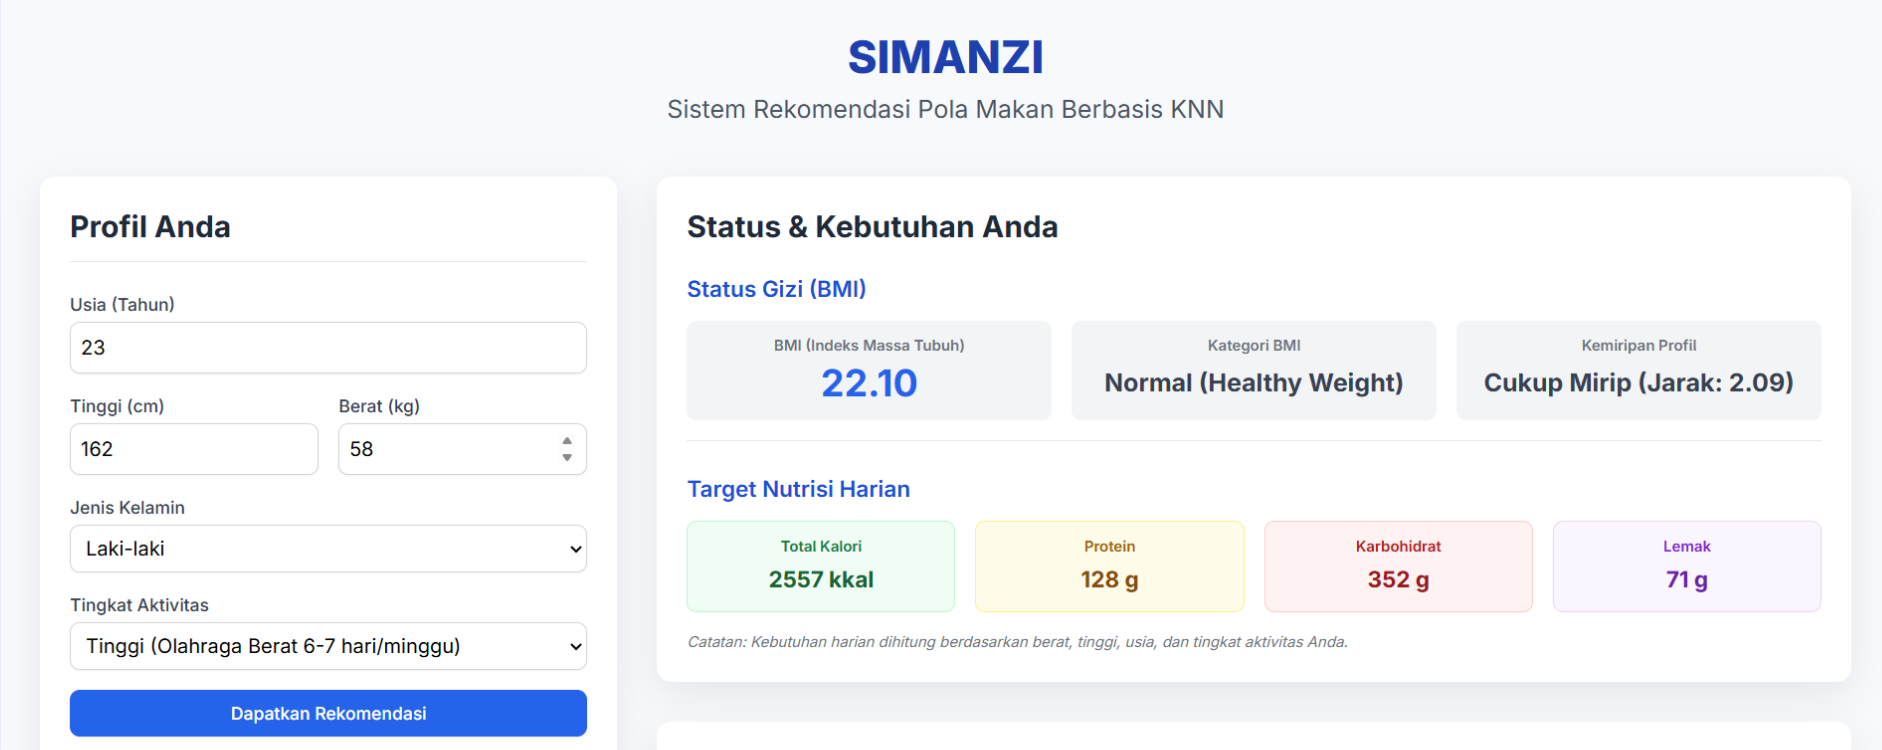 SIMANZI
Sistem Rekomendasi Pola Makan Berbasis KNN
Profil Anda
Usia (Tahun)
23
Tinggi (cm)
162
Berat (kg)
58
Jenis Kelamin
Laki-laki
Tingkat Aktivitas
Tinggi (Olahraga Berat 6-7 hari/minggu)
Dapatkan Rekomendasi
Status & Kebutuhan Anda
Status Gizi (BMI)
BMI (Indeks Massa Tubuh)
22.10
Kategori BMI
Normal (Healthy Weight)
Kemiripan Profil
Cukup Mirip (Jarak: 2.09)
Target Nutrisi Harian
Total Kalori
2557 kkal
Protein
128 g
Karbohidrat
352 g
Lemak
71 g
Catatan: Kebutuhan harian dihitung berdasarkan berat, tinggi, usia, dan tingkat aktivitas Anda.